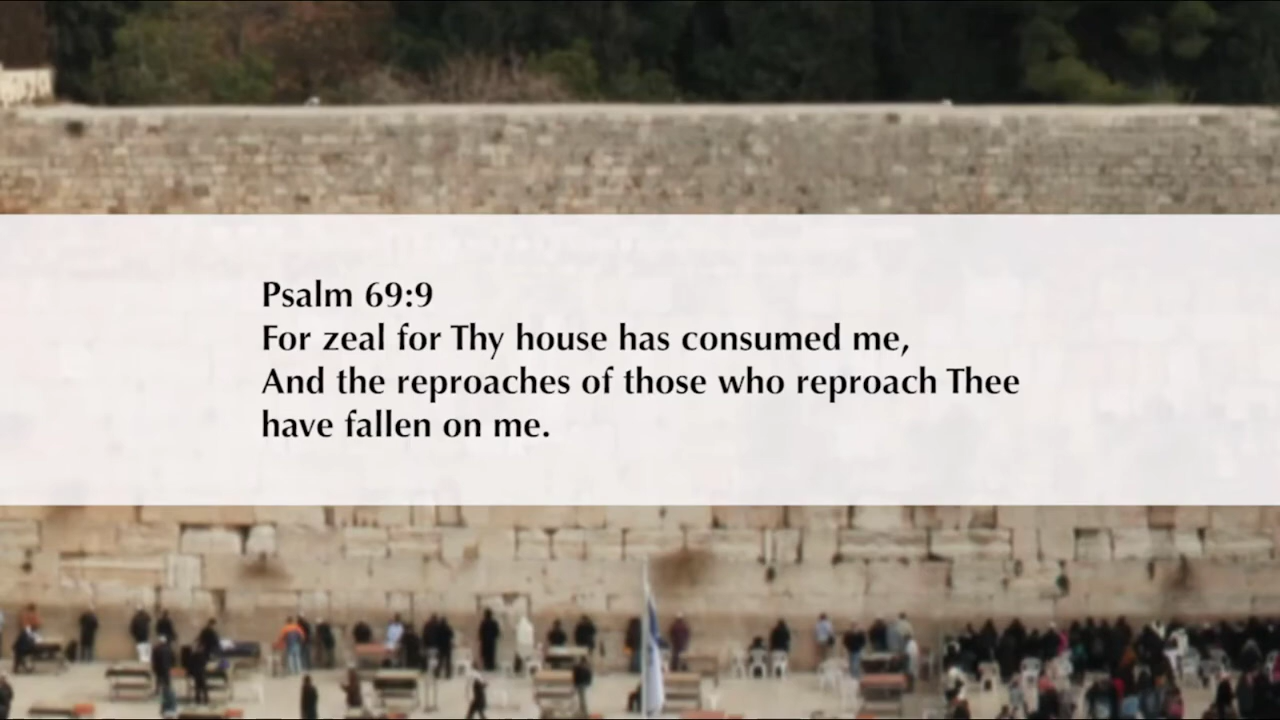 Psalm 69:9
For zeal for Thy house has consumed me,
And the reproaches of those who reproach Thee
have fallen on me.